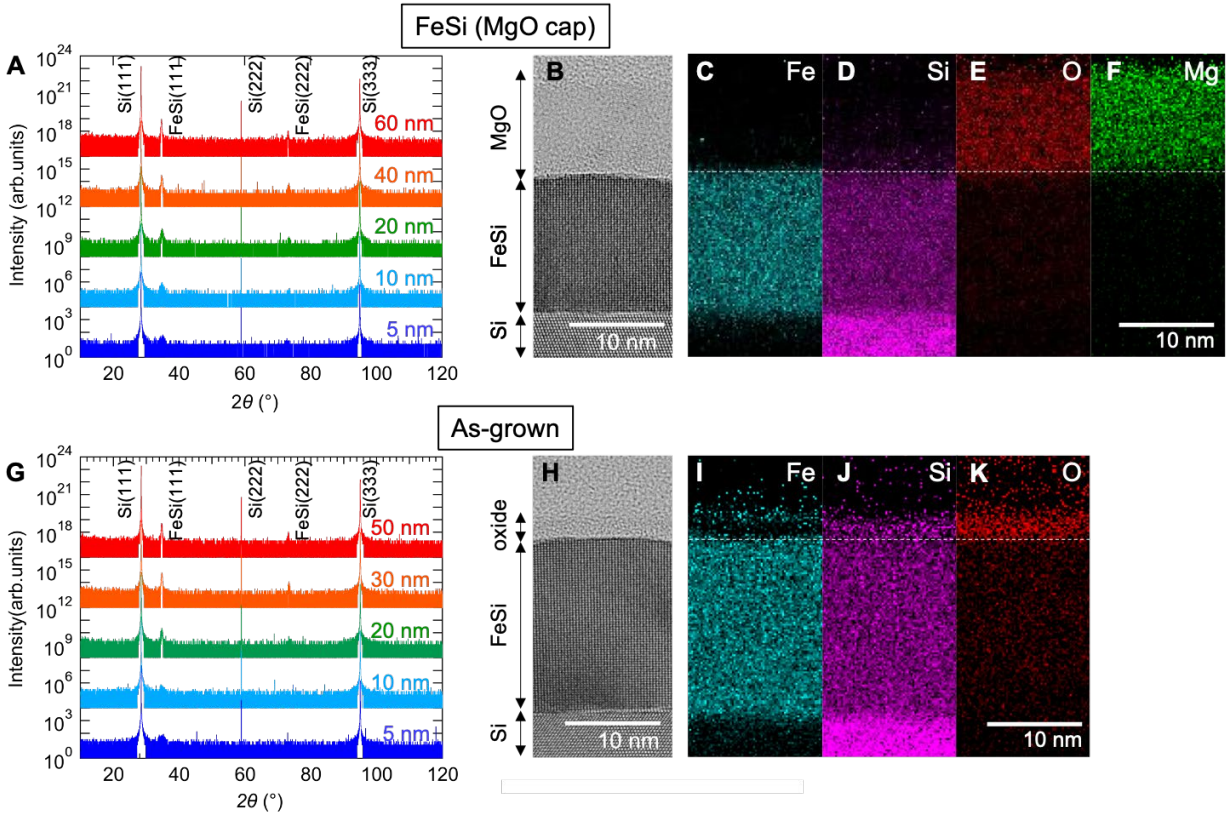 FeSi (MgO cap)
A
Intensity (arb.units)
10^24
10^21
10^18
10^15
10^12
10^9
10^6
10^3
10^0
Si(111)
FeSi(111)
Si(222)
FeSi(222)
Si(333)
60 nm
40 nm
20 nm
10 nm
5 nm
20 40 60 80 100 120
2θ (°)
B
MgO
FeSi
Si
10 nm
C Fe
D Si
E O
F Mg
10 nm
As-grown
G
Intensity(arb.units)
10^24
10^21
10^18
10^15
10^12
10^9
10^6
10^3
10^0
Si(111)
FeSi(111)
Si(222)
FeSi(222)
Si(333)
50 nm
30 nm
20 nm
10 nm
5 nm
20 40 60 80 100 120
2θ (°)
H
oxide
FeSi
Si
10 nm
I Fe
J Si
K O
10 nm